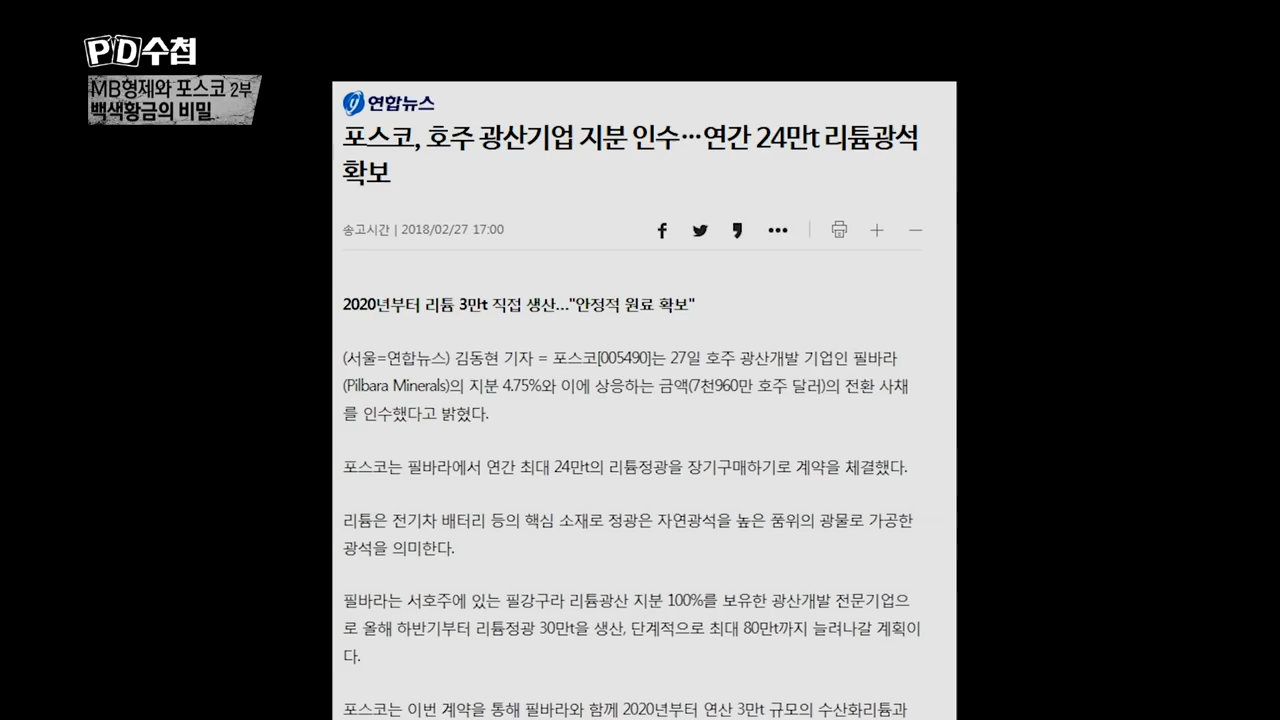 PD수첩
MB형제와 포스코 2부
백색황금의 비밀
연합뉴스
포스코, 호주 광산기업 지분 인수…연간 24만t 리튬광석
확보
송고시간 | 2018/02/27 17:00
2020년부터 리튬 3만t 직접 생산..."안정적 원료 확보"
(서울=연합뉴스) 김동현 기자 = 포스코[005490]는 27일 호주 광산개발 기업인 필바라
(Pilbara Minerals)의 지분 4.75%와 이에 상응하는 금액(7천960만 호주 달러)의 전환 사채
를 인수했다고 밝혔다.
포스코는 필바라에서 연간 최대 24만t의 리튬정광을 장기구매하기로 계약을 체결했다.
리튬은 전기차 배터리 등의 핵심 소재로 정광은 자연광석을 높은 품위의 광물로 가공한
광석을 의미한다.
필바라는 서호주에 있는 필강구라 리튬광산 지분 100%를 보유한 광산개발 전문기업으
로 올해 하반기부터 리튬정광 30만t을 생산, 단계적으로 최대 80만t까지 늘려나갈 계획이
다.
포스코는 이번 계약을 통해 필바라와 함께 2020년부터 연산 3만t 규모의 수산화리튬과